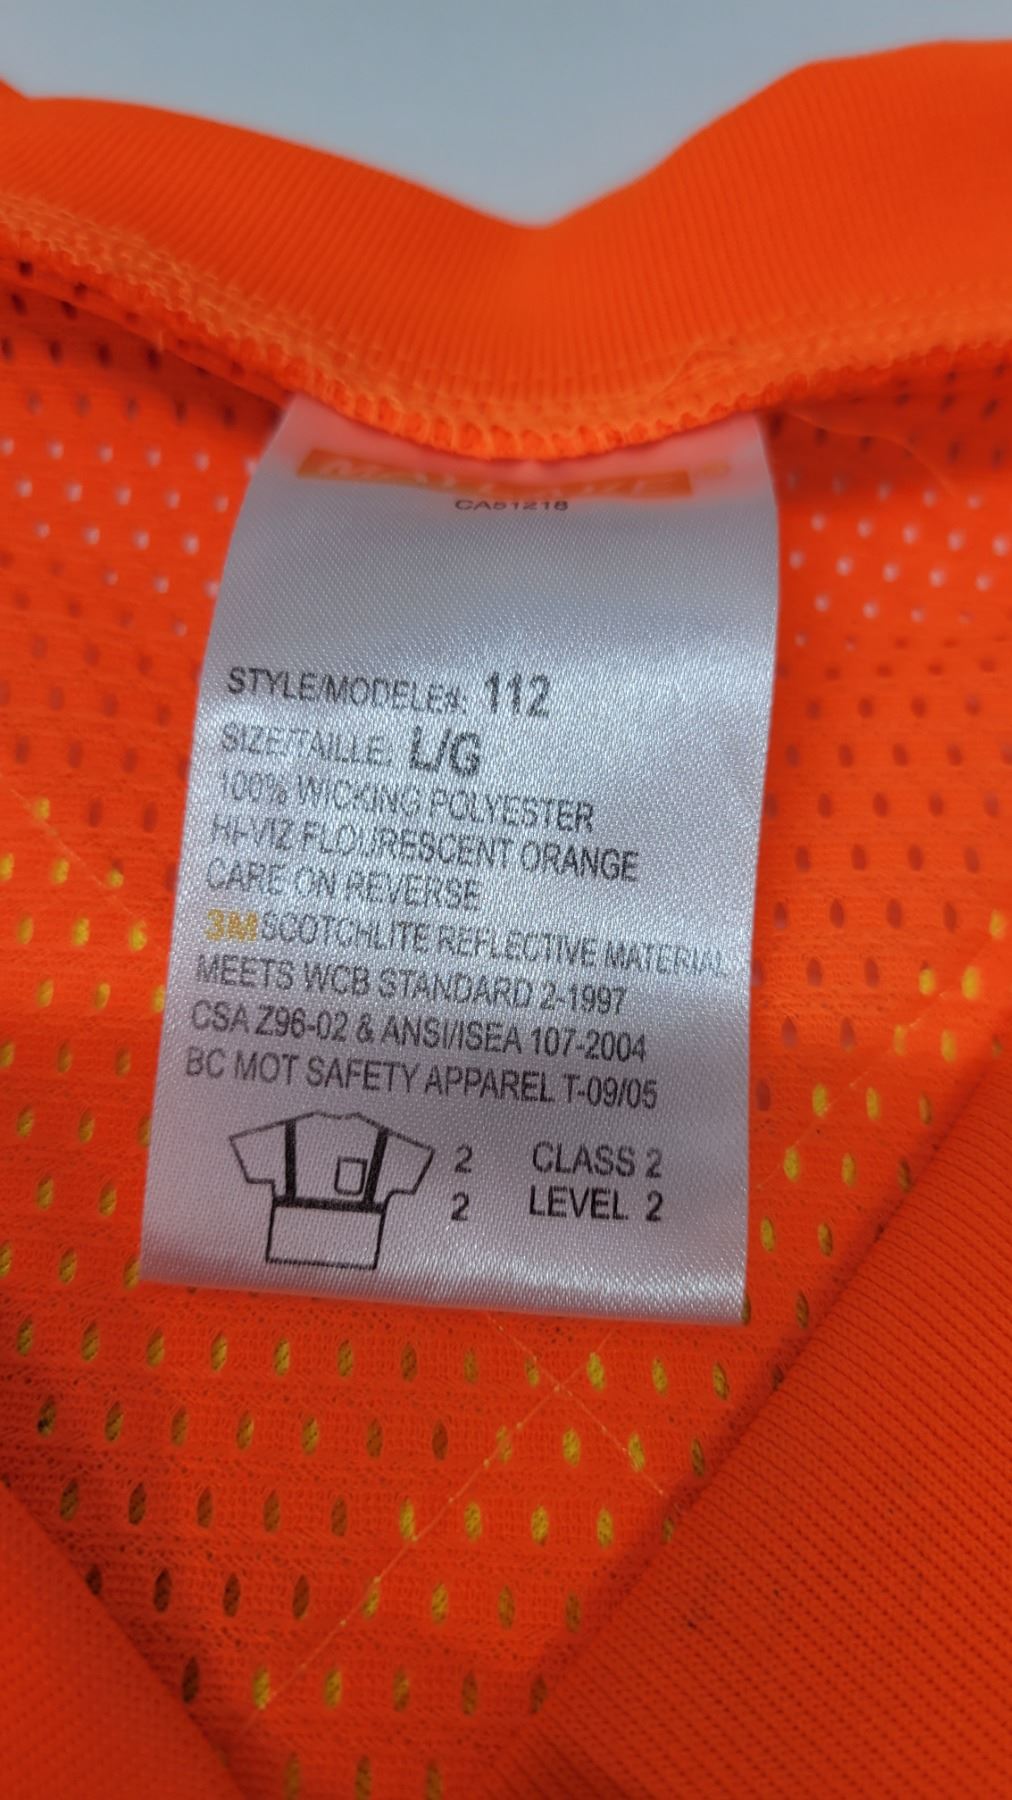 CA51218
STYLE/MODELE#: 112
SIZE/TAILLE: L/G
100% WICKING POLYESTER
HI-VIZ FLOURESCENT ORANGE
CARE ON REVERSE
3M SCOTCHLITE REFLECTIVE MATERIAL
MEETS WCB STANDARD 2-1997
CSA Z96-02 & ANSI/ISEA 107-2004
BC MOT SAFETY APPAREL T-09/05
2 CLASS 2
2 LEVEL 2